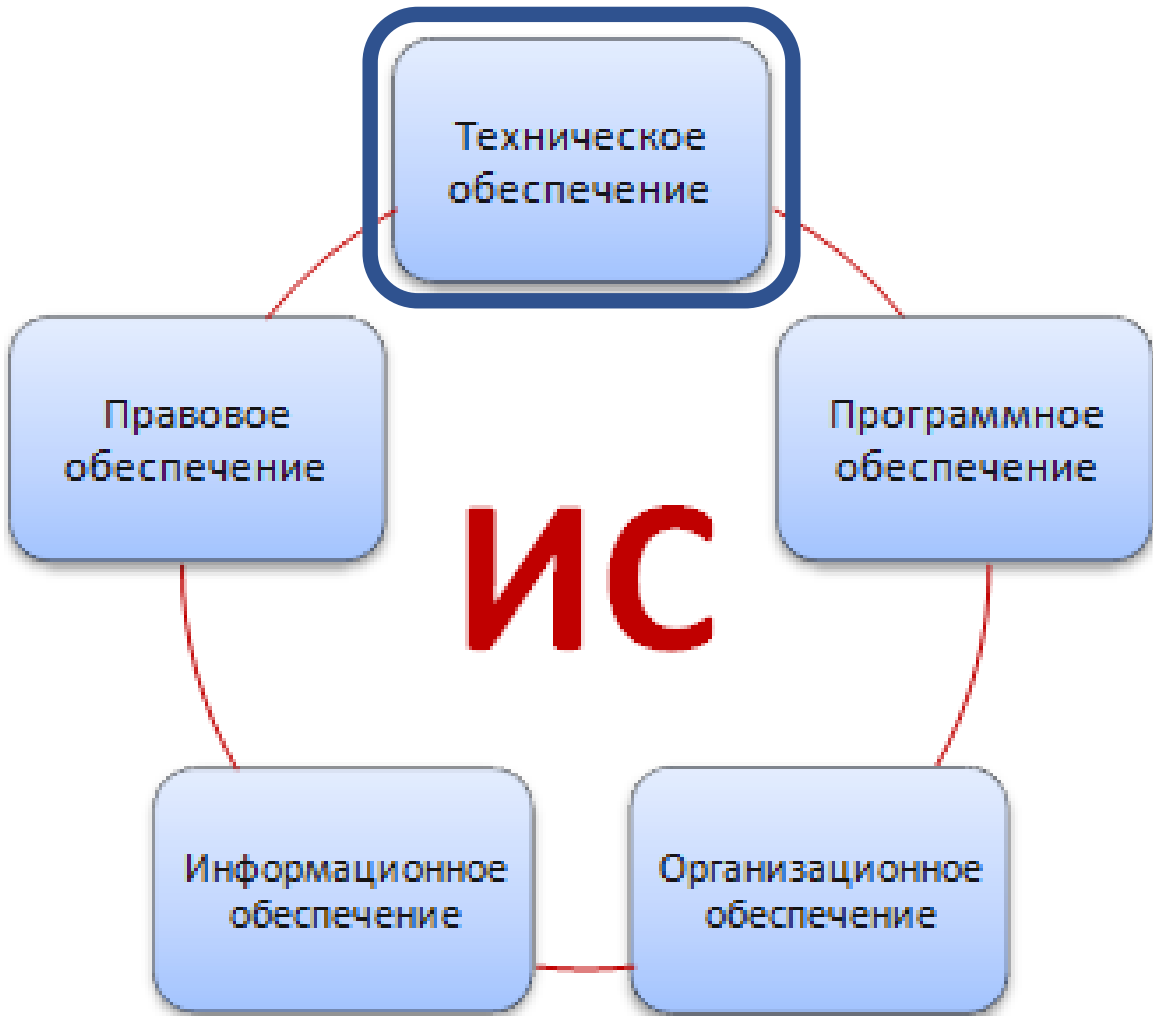 Техническое
обеспечение
Правовое
обеспечение
Программное
обеспечение
ИС
Информационное
обеспечение
Организационное
обеспечение